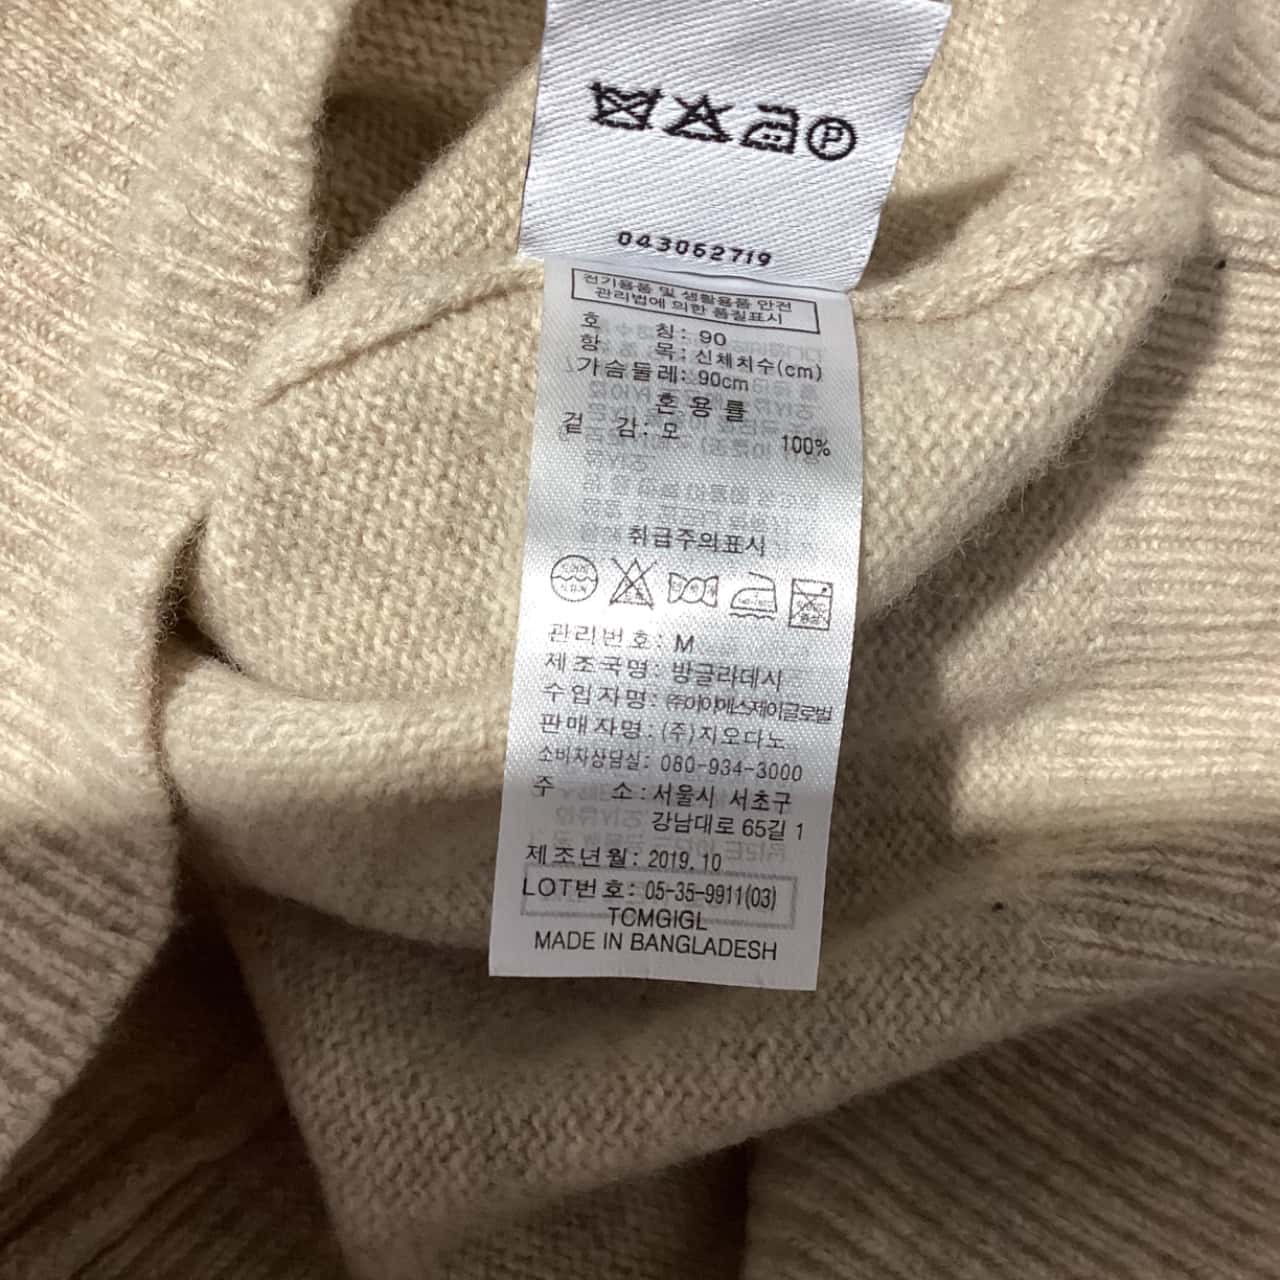 P
043052719
전기용품 및 생활용품 안전
관리법에 의한 품질표시
호 칭: 90
항 목: 신체치수(cm)
가슴둘레: 90cm
혼 용 률
겉 감: 모 100%
취급주의표시
관리번호: M
제조국명: 방글라데시
수입자명: ㈜이에스제이글로벌
판매자명: (주)지오다노
소비자상담실: 080-934-3000
주 소: 서울시 서초구
강남대로 65길 1
제조년월: 2019. 10
LOT번호: 05-35-9911(03)
TCMGIGL
MADE IN BANGLADESH